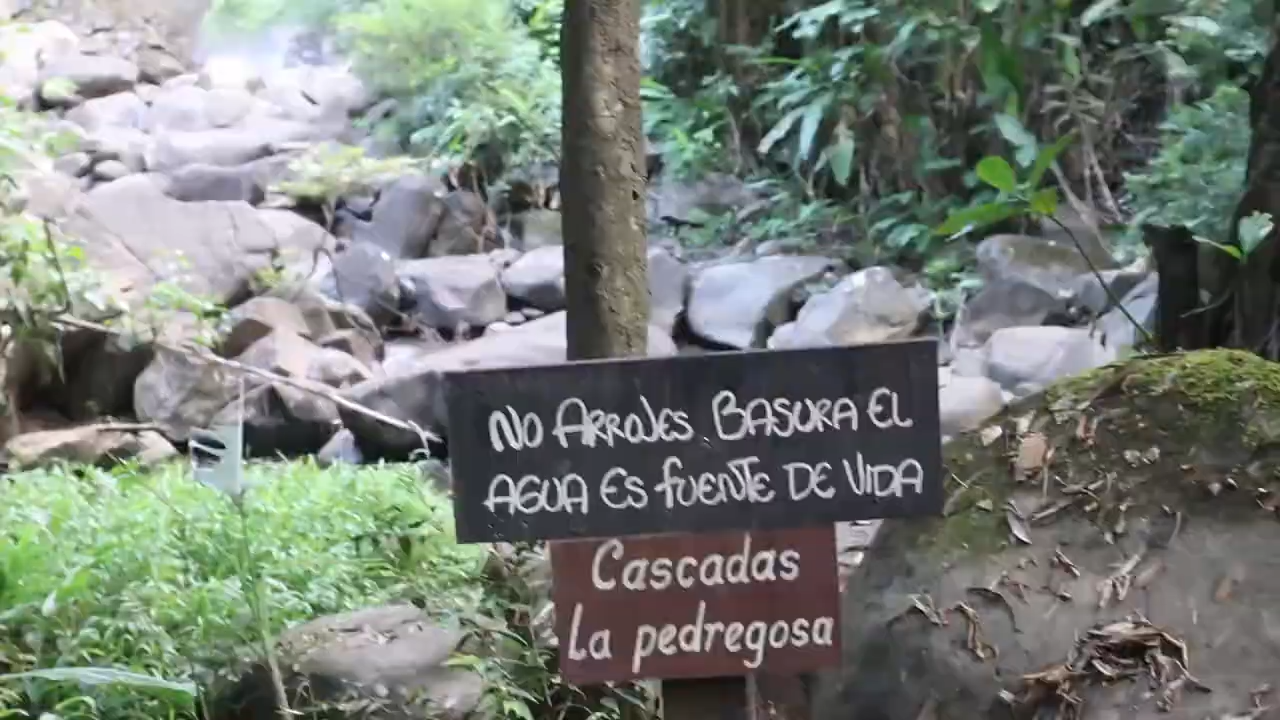 NO ARROJES BASURA EL
AGUA ES FUENTE DE VIDA
Cascadas
La pedregosa